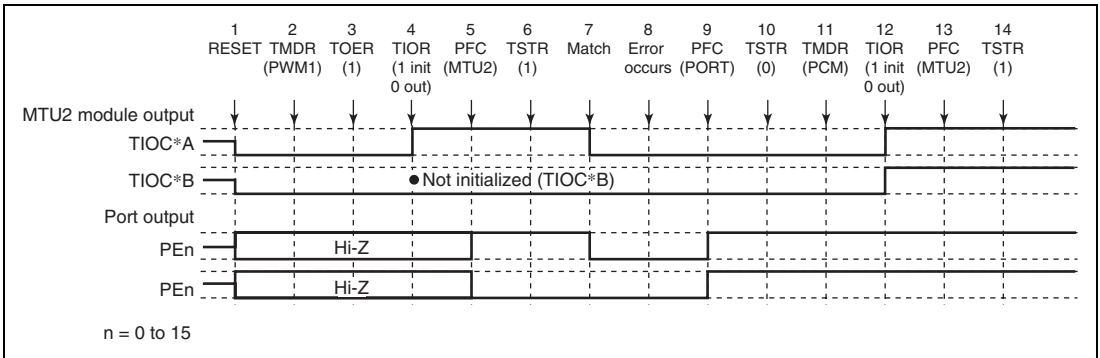 1 2 3 4 5 6 7 8 9 10 11 12 13 14
RESET TMDR TOER TIOR PFC TSTR Match Error PFC TSTR TMDR TIOR PFC TSTR
(PWM1) (1) (1 init (MTU2) (1) occurs (PORT) (0) (PCM) (1 init (MTU2) (1)
0 out) 0 out)
MTU2 module output
TIOC*A
TIOC*B
●Not initialized (TIOC*B)
Port output
PEn
Hi-Z
PEn
Hi-Z
n = 0 to 15